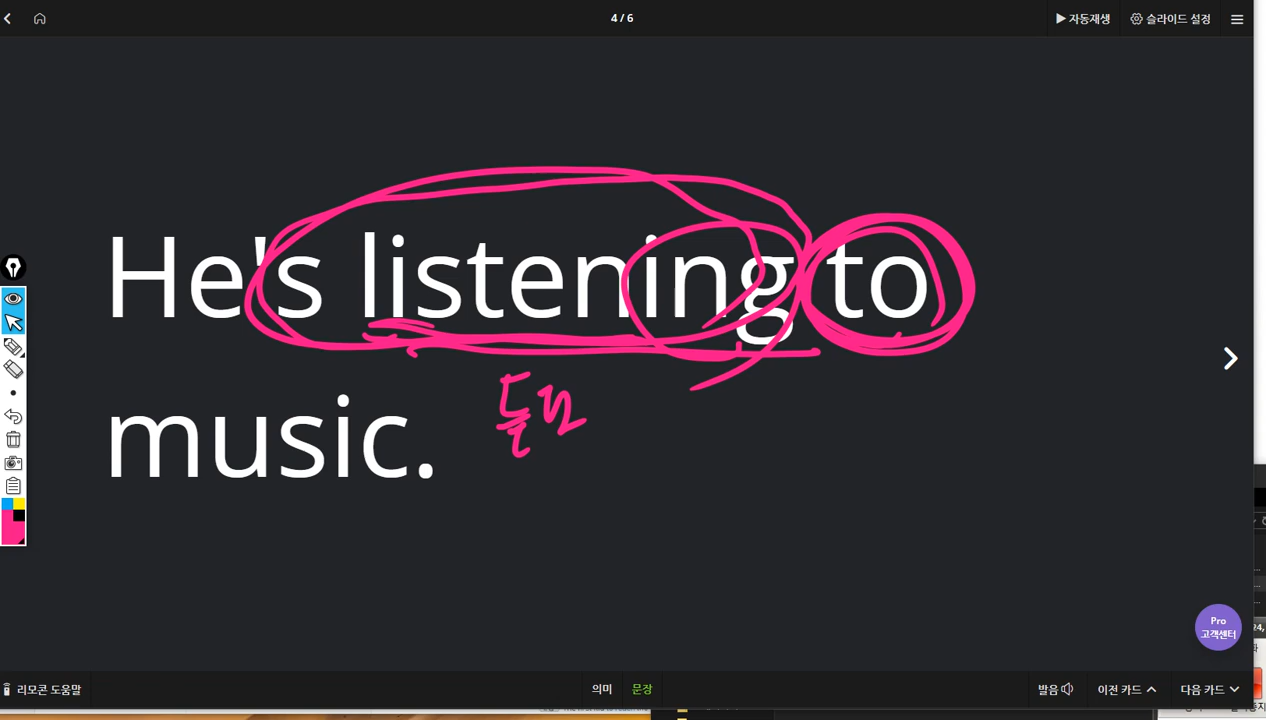 4 / 6
자동재생
슬라이드 설정
He's listening to
music.
Pro
고객센터
리모콘 도움말
의미
문장
발음
이전 카드
다음 카드